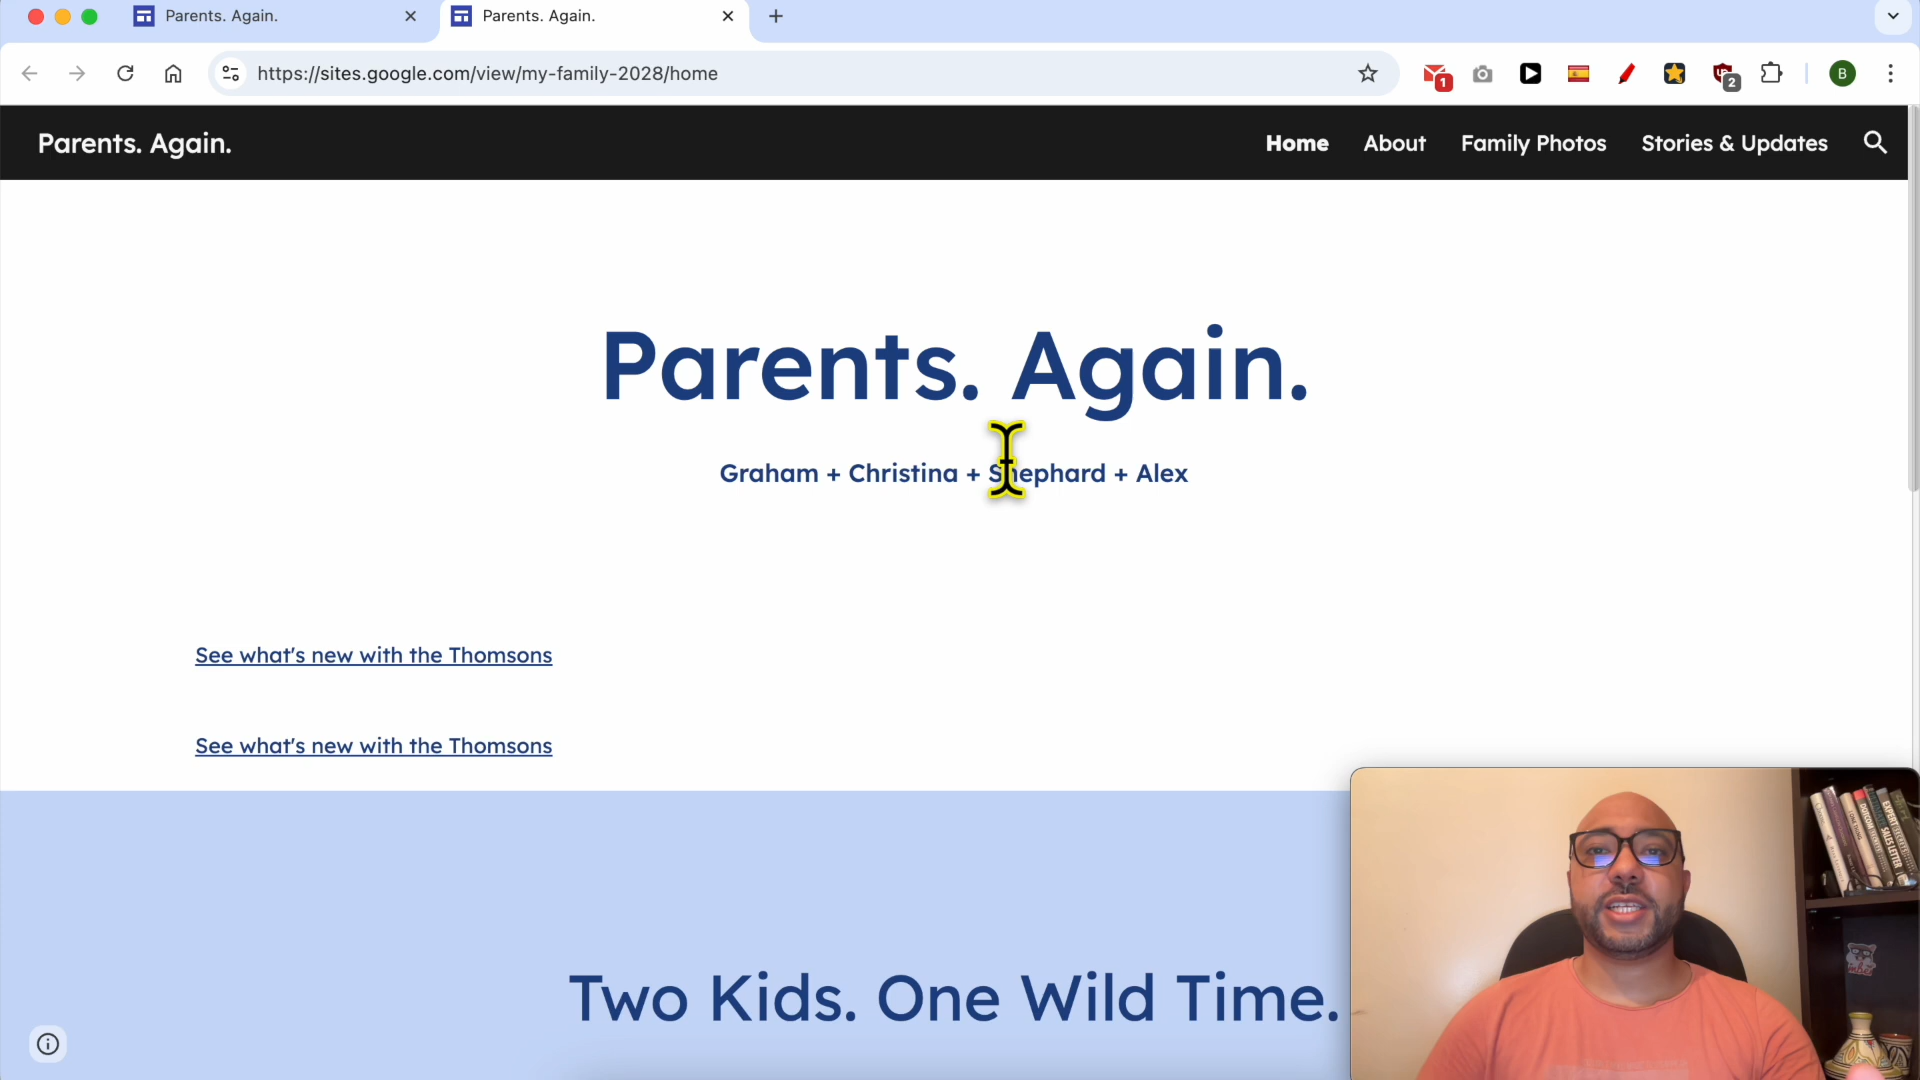 Parents. Again.
Parents. Again.
https://sites.google.com/view/my-family-2028/home
1
2
B
Parents. Again.
Home
About
Family Photos
Stories & Updates
Parents. Again.
Graham + Christina + Shephard + Alex
See what's new with the Thomsons
See what's new with the Thomsons
Two Kids. One Wild Time.